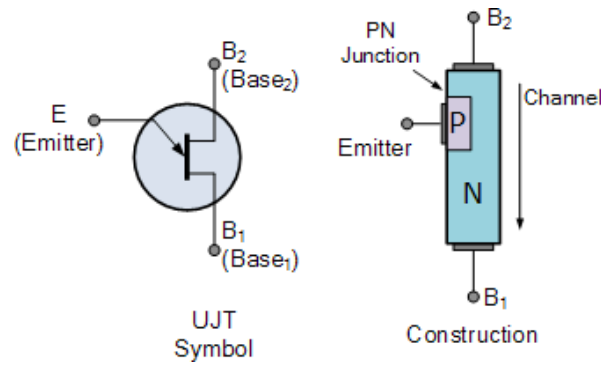 B₂
(Base₂)
E
(Emitter)
B₁
(Base₁)
UJT
Symbol
PN
Junction
B₂
Channel
P
Emitter
N
B₁
Construction